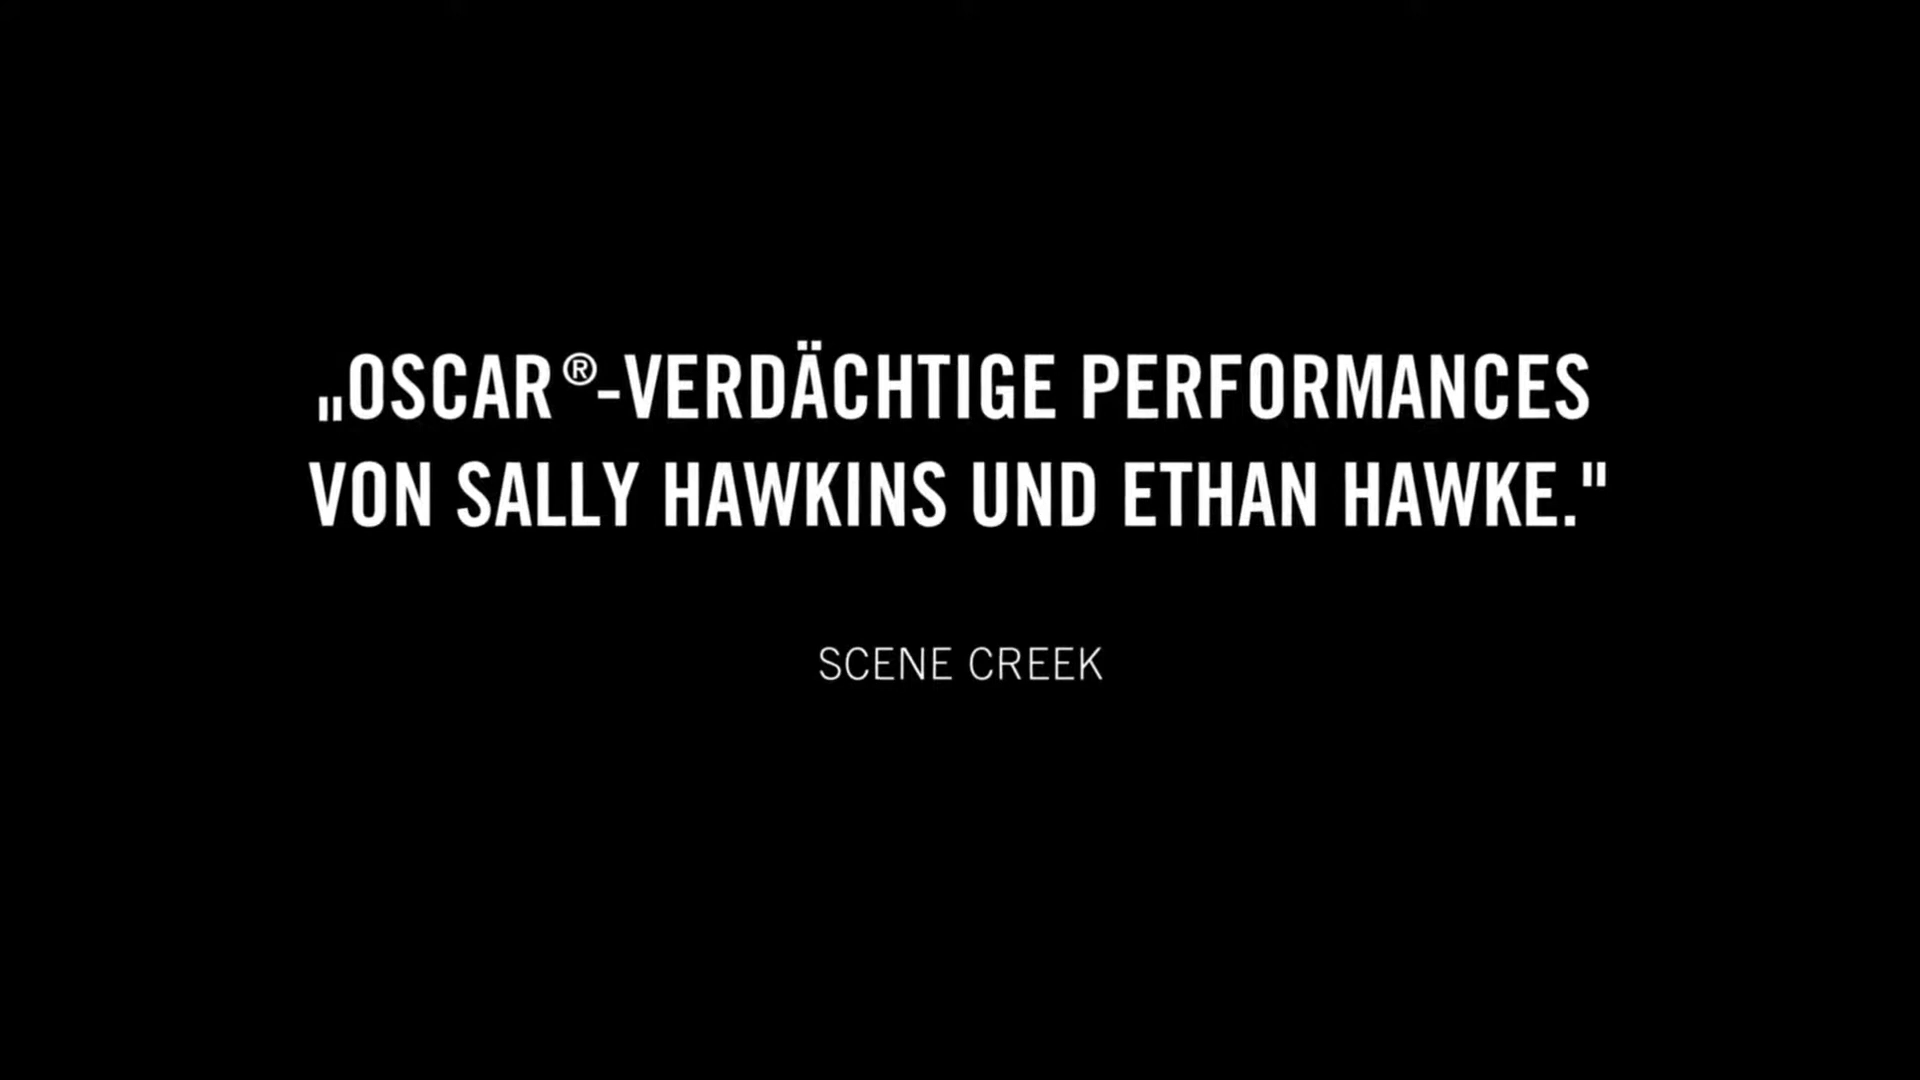 „OSCAR®-VERDÄCHTIGE PERFORMANCES
VON SALLY HAWKINS UND ETHAN HAWKE."
SCENE CREEK